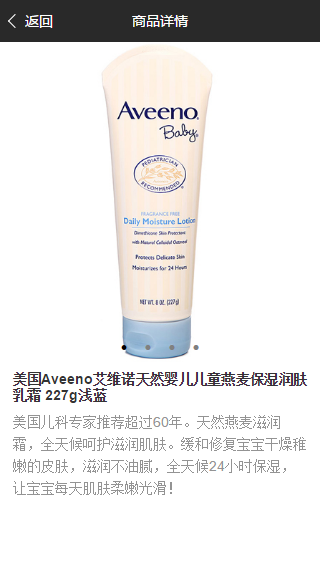 返回
商品详情
Aveeno
Baby
PEDIATRICIAN
RECOMMENDED
FRAGRANCE FREE
Daily Moisture Lotion
Dimethicone Skin Protectant
with Natural Colloidal Oatmeal
Protects Delicate Skin
Moisturizes for 24 Hours
NET WT. 8 OZ. (227g)
美国Aveeno艾维诺天然婴儿儿童燕麦保湿润肤
乳霜 227g浅蓝
美国儿科专家推荐超过60年。天然燕麦滋润
霜，全天候呵护滋润肌肤。缓和修复宝宝干燥稚
嫩的皮肤，滋润不油腻，全天候24小时保湿，
让宝宝每天肌肤柔嫩光滑！